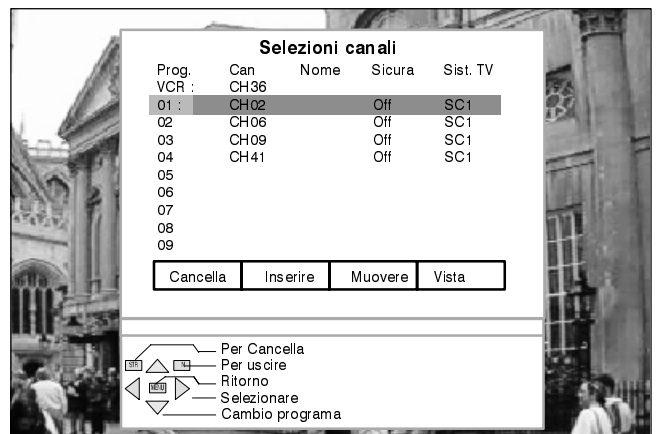 Selezioni canali
Prog. Can Nome Sicura Sist. TV
VCR : CH36
01 : CH02 Off SC1
02 CH06 Off SC1
03 CH09 Off SC1
04 CH41 Off SC1
05
06
07
08
09
Cancella Inserire Muovere Vista
Per Cancella
STR N Per uscire
MENU Ritorno
Selezionare
Cambio programa